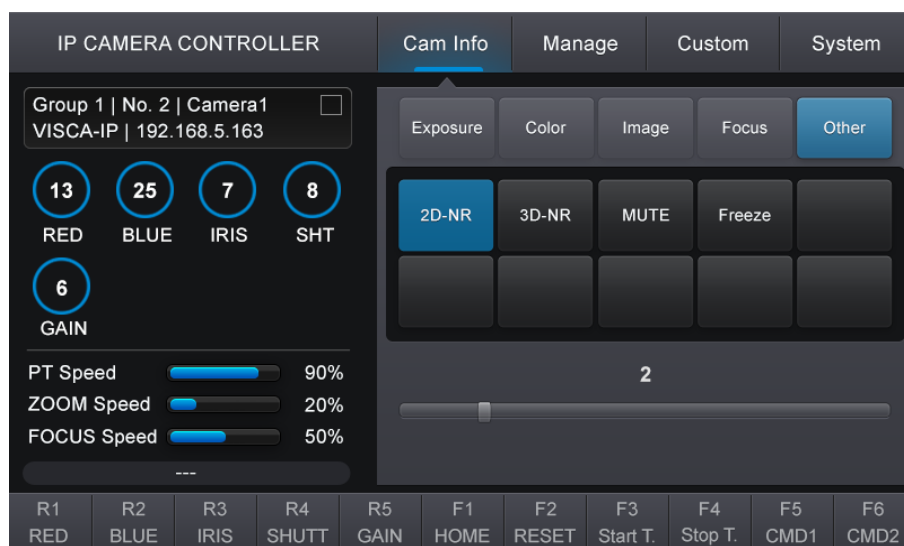 IP CAMERA CONTROLLER
Cam Info
Manage
Custom
System
Group 1 | No. 2 | Camera1
VISCA-IP | 192.168.5.163
13
25
7
8
RED
BLUE
IRIS
SHT
6
GAIN
PT Speed
90%
ZOOM Speed
20%
FOCUS Speed
50%
---
Exposure
Color
Image
Focus
Other
2D-NR
3D-NR
MUTE
Freeze
2
R1
R2
R3
R4
R5
F1
F2
F3
F4
F5
F6
RED
BLUE
IRIS
SHUTT
GAIN
HOME
RESET
Start T.
Stop T.
CMD1
CMD2